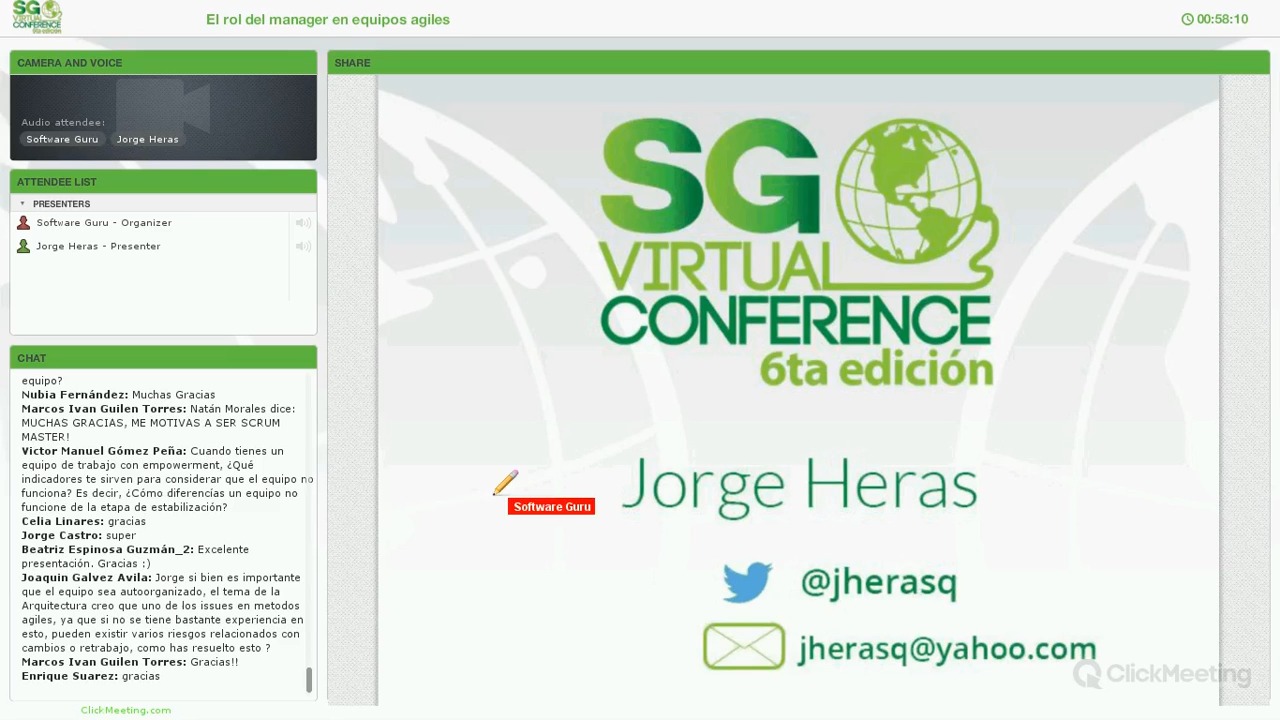 SG
VIRTUAL
CONFERENCE
6ta edición
El rol del manager en equipos agiles
00:58:10
CAMERA AND VOICE
Audio attendee:
Software Guru
Jorge Heras
ATTENDEE LIST
PRESENTERS
Software Guru - Organizer
Jorge Heras - Presenter
CHAT
equipo?
Nubia Fernández: Muchas Gracias
Marcos Ivan Guilen Torres: Natán Morales dice:
MUCHAS GRACIAS, ME MOTIVAS A SER SCRUM
MASTER!
Victor Manuel Gómez Peña: Cuando tienes un
equipo de trabajo con empowerment, ¿Qué
indicadores te sirven para considerar que el equipo no
funciona? Es decir, ¿Cómo diferencías un equipo no
funcione de la etapa de estabilización?
Celia Linares: gracias
Jorge Castro: super
Beatriz Espinosa Guzmán_2: Excelente
presentación. Gracias :)
Joaquin Galvez Avila: Jorge si bien es importante
que el equipo sea autoorganizado, el tema de la
Arquitectura creo que uno de los issues en metodos
agiles, ya que si no se tiene bastante experiencia en
esto, pueden existir varios riesgos relacionados con
cambios o retrabajo, como has resuelto esto ?
Marcos Ivan Guilen Torres: Gracias!!
Enrique Suarez: gracias
ClickMeeting.com
SHARE
SG
VIRTUAL
CONFERENCE
6ta edición
Jorge Heras
Software Guru
@jherasq
jherasq@yahoo.com
ClickMeeting